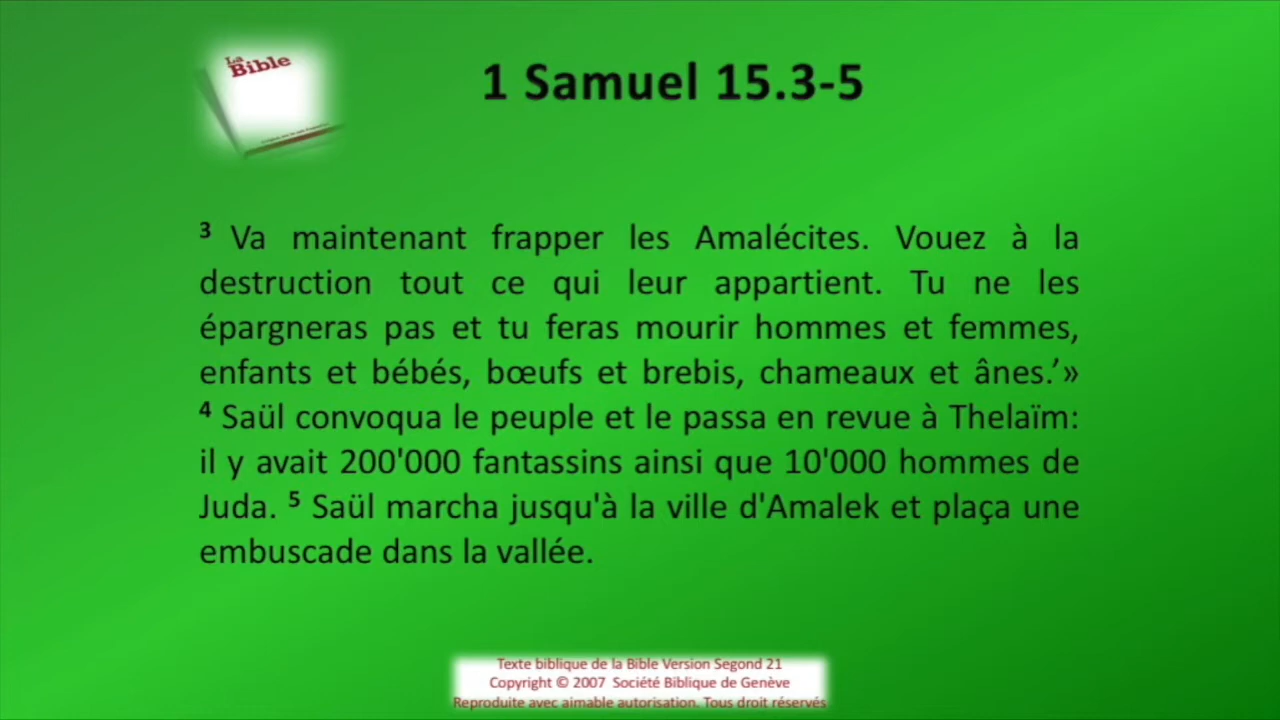 La
Bible
1 Samuel 15.3-5
3 Va maintenant frapper les Amalécites. Vouez à la
destruction tout ce qui leur appartient. Tu ne les
épargneras pas et tu feras mourir hommes et femmes,
enfants et bébés, bœufs et brebis, chameaux et ânes.’»
4 Saül convoqua le peuple et le passa en revue à Thelaïm:
il y avait 200'000 fantassins ainsi que 10'000 hommes de
Juda. 5 Saül marcha jusqu'à la ville d'Amalek et plaça une
embuscade dans la vallée.
Texte biblique de la Bible Version Segond 21
Copyright © 2007 Société Biblique de Genève
Reproduite avec aimable autorisation. Tous droit réservés